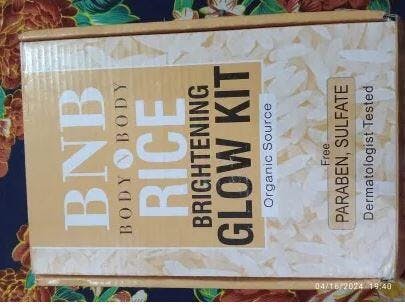 BNB
BODY N BODY
RICE
BRIGHTENING
GLOW KIT
Organic Source
Free
PARABEN, SULFATE
Dermatologist Tested
04/16/2024 19:40